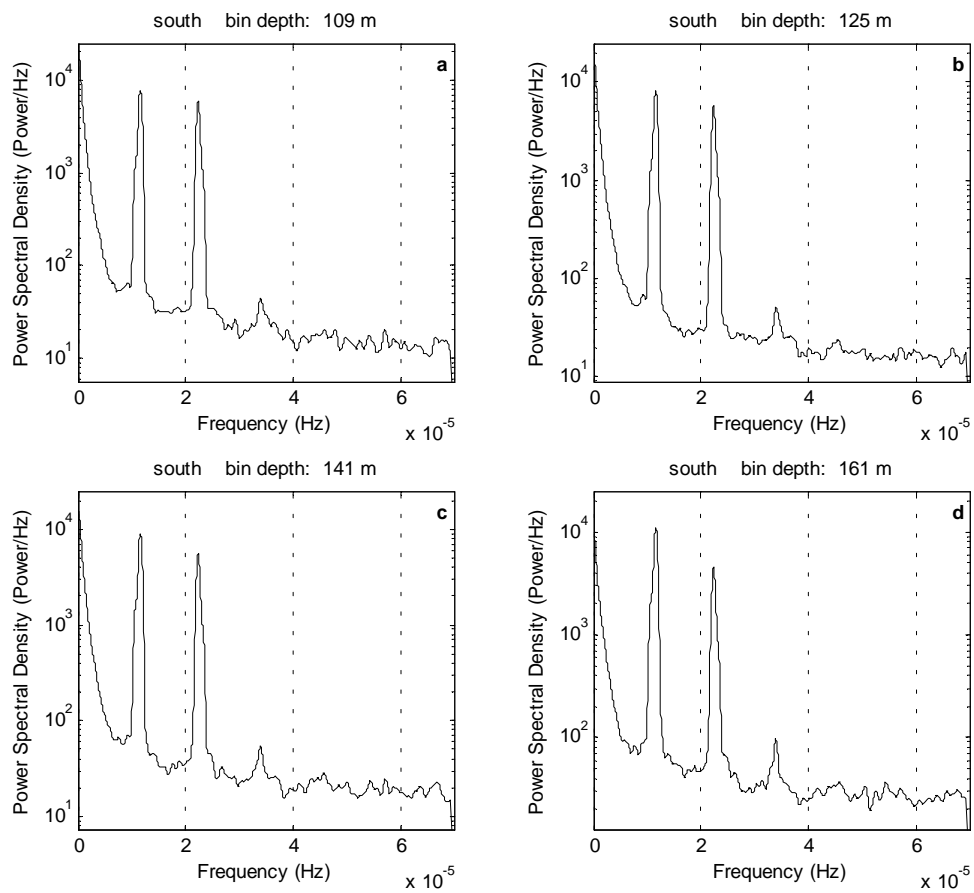 south bin depth: 109 m
a
Power Spectral Density (Power/Hz)
10^4
10^3
10^2
10^1
0 2 4 6
Frequency (Hz)
x 10^-5
south bin depth: 125 m
b
Power Spectral Density (Power/Hz)
10^4
10^3
10^2
10^1
0 2 4 6
Frequency (Hz)
x 10^-5
south bin depth: 141 m
c
Power Spectral Density (Power/Hz)
10^4
10^3
10^2
10^1
0 2 4 6
Frequency (Hz)
x 10^-5
south bin depth: 161 m
d
Power Spectral Density (Power/Hz)
10^4
10^3
10^2
0 2 4 6
Frequency (Hz)
x 10^-5